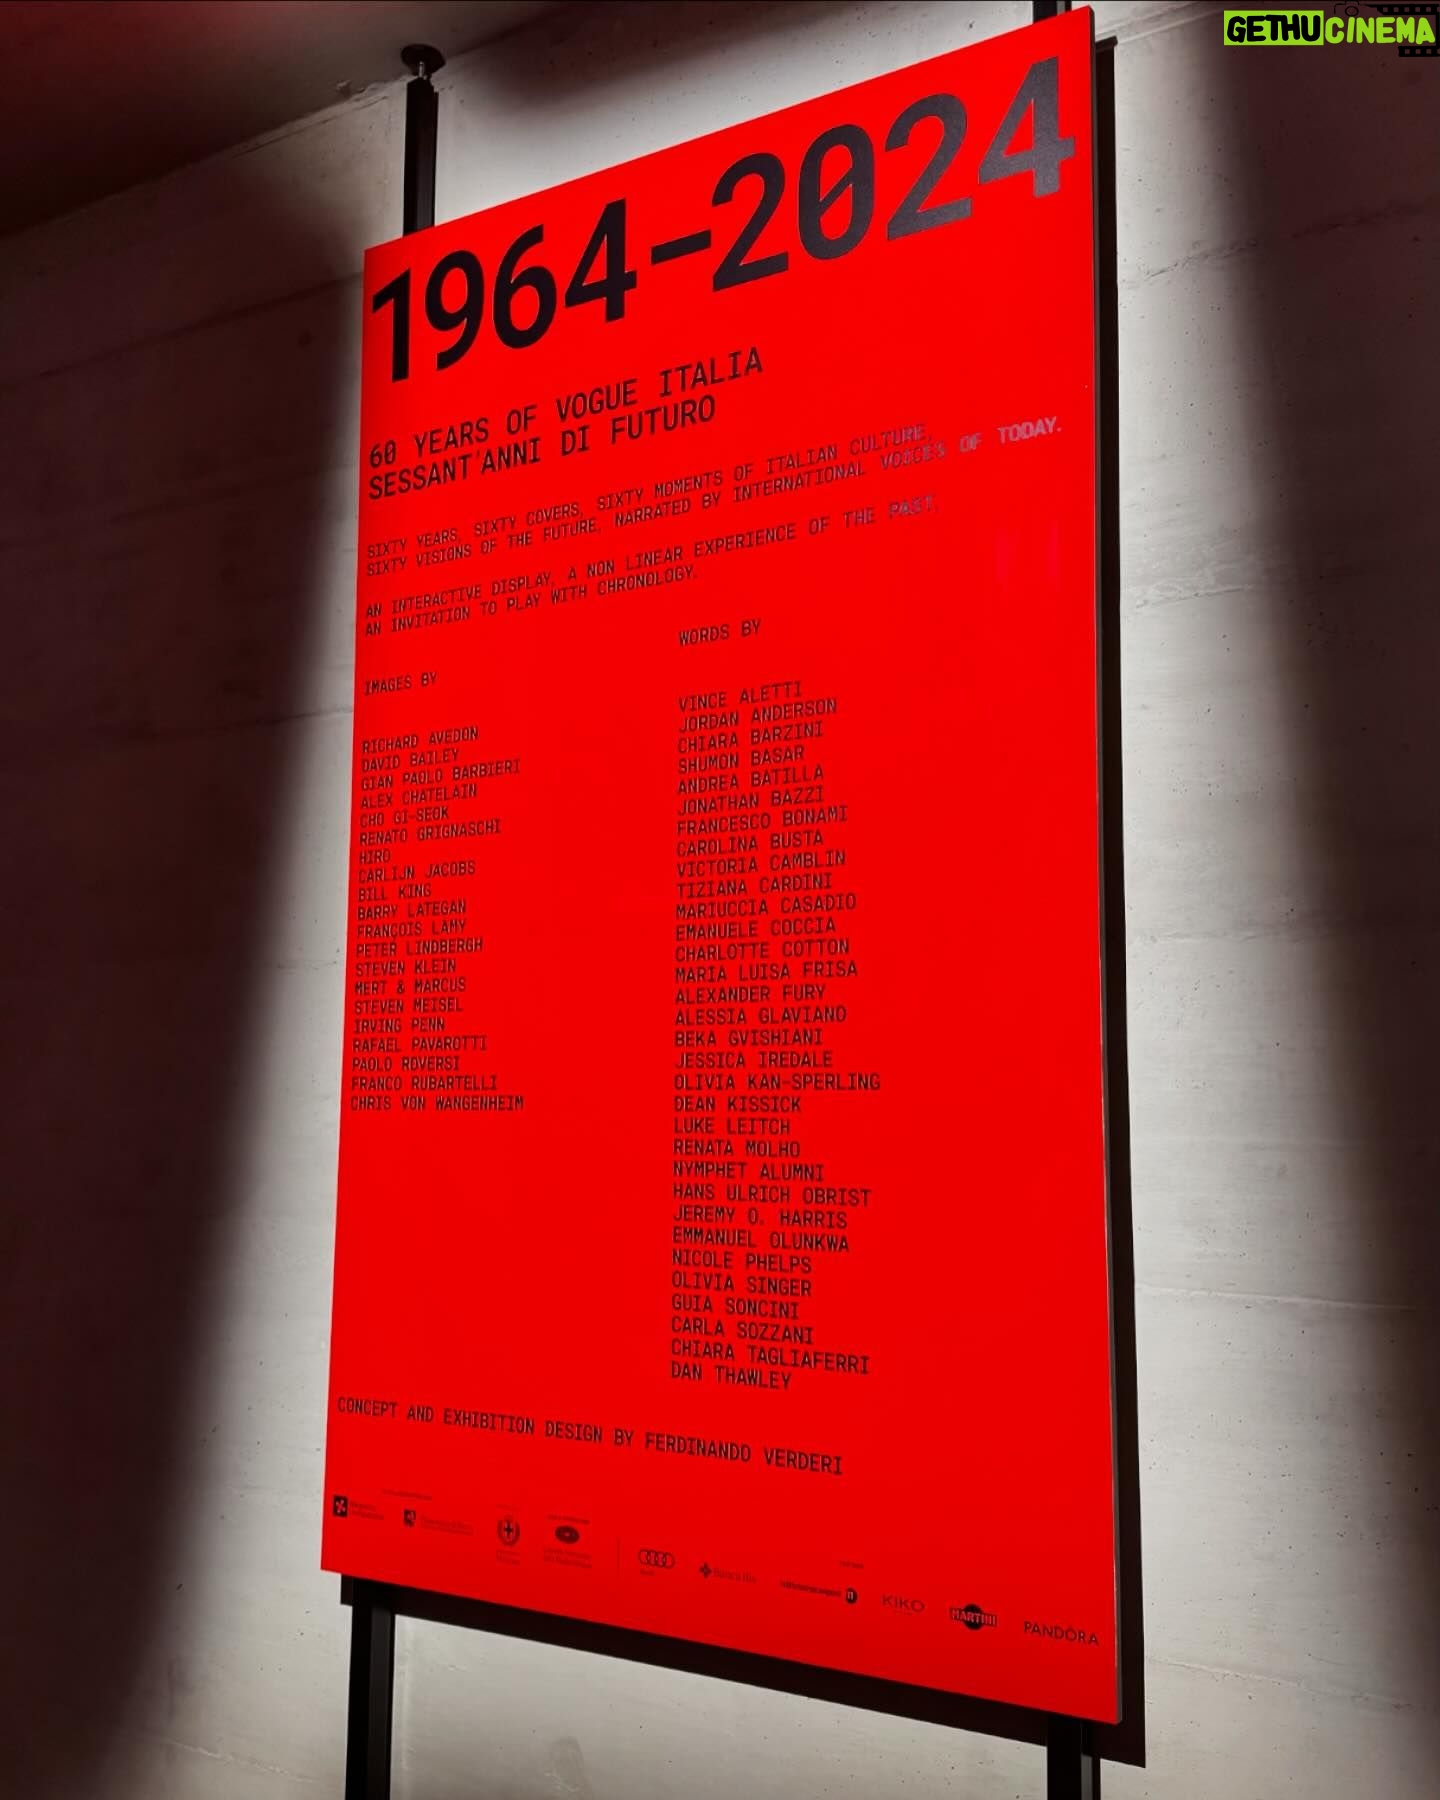 GETHUCINEMA
1964-2024
60 YEARS OF VOGUE ITALIA
SESSANT'ANNI DI FUTURO
SIXTY YEARS, SIXTY COVERS, SIXTY MOMENTS OF ITALIAN CULTURE,
SIXTY VISIONS OF THE FUTURE, NARRATED BY INTERNATIONAL VOICES OF TODAY.
AN INTERACTIVE DISPLAY, A NON LINEAR EXPERIENCE OF THE PAST,
AN INVITATION TO PLAY WITH CHRONOLOGY.
IMAGES BY
RICHARD AVEDON
DAVID BAILEY
GIAN PAOLO BARBIERI
ALEX CHATELAIN
CHO GI-SEOK
RENATO GRIGNASCHI
HIRO
CARLIJN JACOBS
BILL KING
BARRY LATEGAN
FRANÇOIS LAMY
PETER LINDBERGH
STEVEN KLEIN
MERT & MARCUS
STEVEN MEISEL
IRVING PENN
RAFAEL PAVAROTTI
PAOLO ROVERSI
FRANCO RUBARTELLI
CHRIS VON WANGENHEIM
WORDS BY
VINCE ALETTI
JORDAN ANDERSON
CHIARA BARZINI
SHUMON BASAR
ANDREA BATILLA
JONATHAN BAZZI
FRANCESCO BONAMI
CAROLINA BUSTA
VICTORIA CAMBLIN
TIZIANA CARDINI
MARIUCCIA CASADIO
EMANUELE COCCIA
CHARLOTTE COTTON
MARIA LUISA FRISA
ALEXANDER FURY
ALESSIA GLAVIANO
BEKA GVISHIANI
JESSICA IREDALE
OLIVIA KAN-SPERLING
DEAN KISSICK
LUKE LEITCH
RENATA MOLHO
NYMPHET ALUMNI
HANS ULRICH OBRIST
JEREMY O. HARRIS
EMMANUEL OLUNKWA
NICOLE PHELPS
OLIVIA SINGER
GUIA SONCINI
CARLA SOZZANI
CHIARA TAGLIAFERRI
DAN THAWLEY
CONCEPT AND EXHIBITION DESIGN BY FERDINANDO VERDERI
KIKO
MARTINI
PANDORA